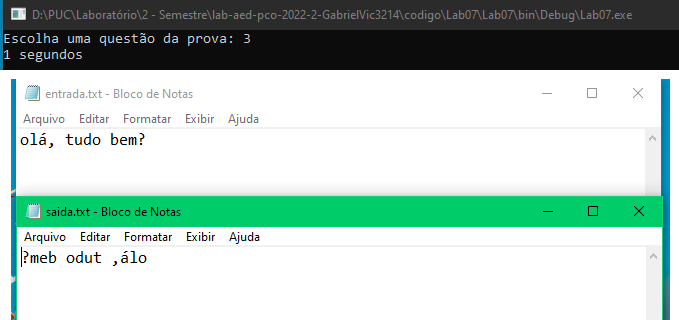 D:\PUC\Laboratório\2 - Semestre\lab-aed-pco-2022-2-GabrielVic3214\codigo\Lab07\Lab07\bin\Debug\Lab07.exe
Escolha uma questão da prova: 3
1 segundos
entrada.txt - Bloco de Notas
Arquivo Editar Formatar Exibir Ajuda
olá, tudo bem?
saida.txt - Bloco de Notas
Arquivo Editar Formatar Exibir Ajuda
?meb odut ,álo